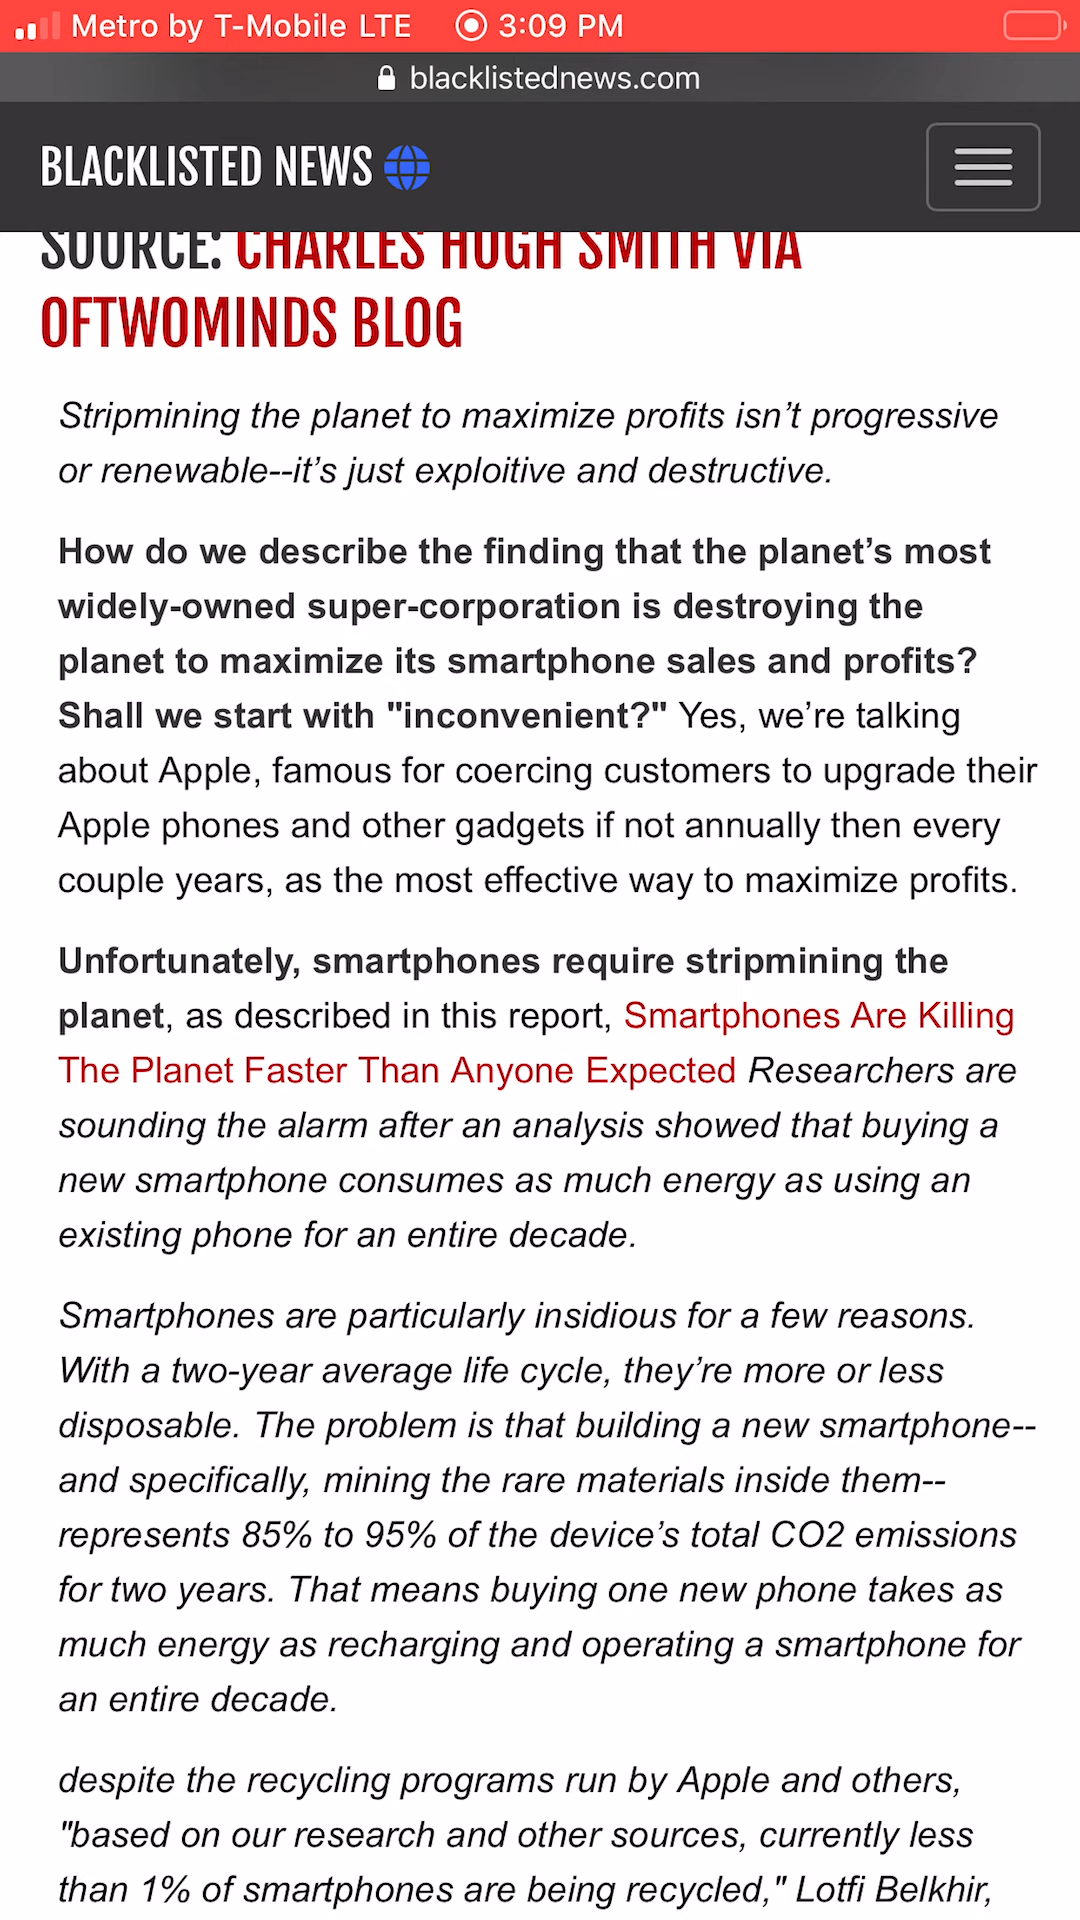 Metro by T-Mobile LTE 3:09 PM
blacklistednews.com
BLACKLISTED NEWS
SOURCE: CHARLES HUGH SMITH VIA
OFTWOMINDS BLOG
Stripmining the planet to maximize profits isn’t progressive
or renewable--it’s just exploitive and destructive.
How do we describe the finding that the planet’s most
widely-owned super-corporation is destroying the
planet to maximize its smartphone sales and profits?
Shall we start with "inconvenient?" Yes, we’re talking
about Apple, famous for coercing customers to upgrade their
Apple phones and other gadgets if not annually then every
couple years, as the most effective way to maximize profits.
Unfortunately, smartphones require stripmining the
planet, as described in this report, Smartphones Are Killing
The Planet Faster Than Anyone Expected Researchers are
sounding the alarm after an analysis showed that buying a
new smartphone consumes as much energy as using an
existing phone for an entire decade.
Smartphones are particularly insidious for a few reasons.
With a two-year average life cycle, they’re more or less
disposable. The problem is that building a new smartphone--
and specifically, mining the rare materials inside them--
represents 85% to 95% of the device’s total CO2 emissions
for two years. That means buying one new phone takes as
much energy as recharging and operating a smartphone for
an entire decade.
despite the recycling programs run by Apple and others,
"based on our research and other sources, currently less
than 1% of smartphones are being recycled," Lotfi Belkhir,